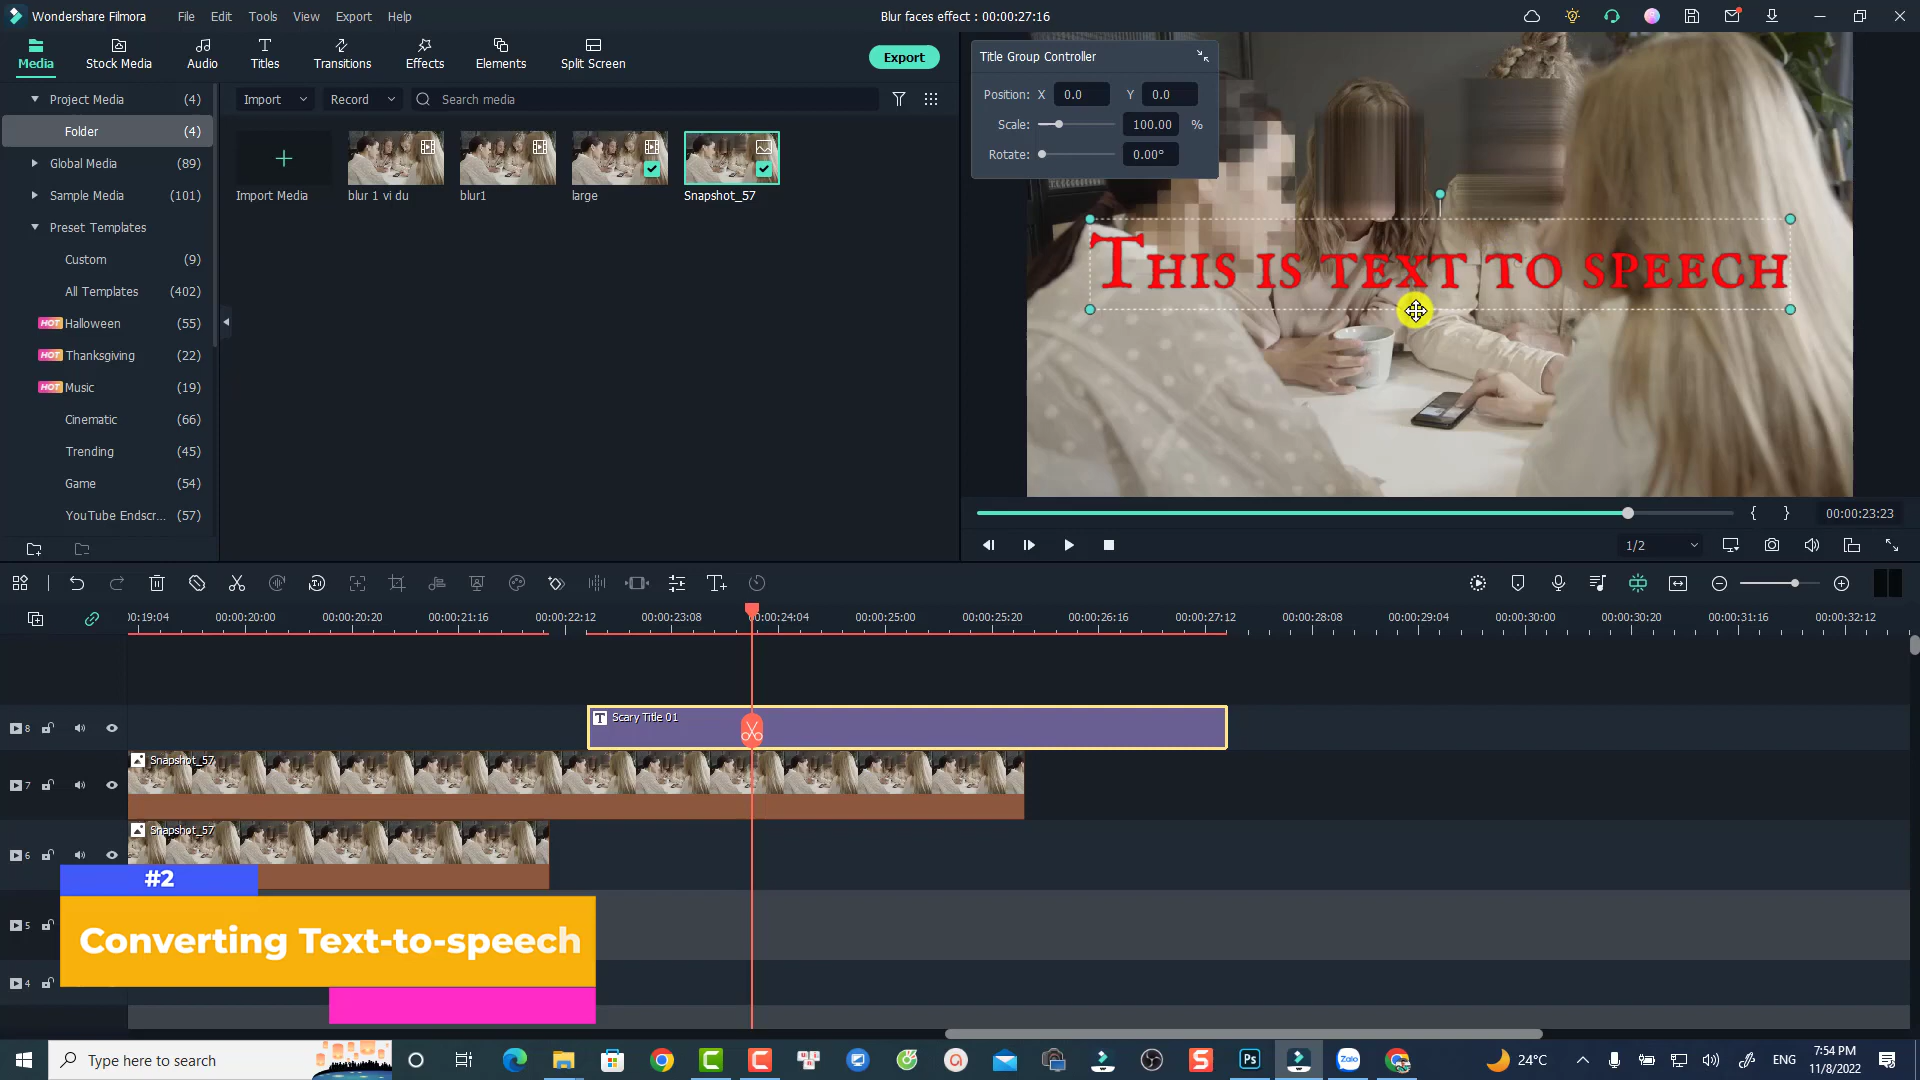 Wondershare Filmora
File
Edit
Tools
View
Export
Help
Blur faces effect : 00:00:27:16
Media
Stock Media
Audio
Titles
Transitions
Effects
Elements
Split Screen
Export
Project Media (4)
Folder (4)
Global Media (89)
Sample Media (101)
Preset Templates
Custom (9)
All Templates (402)
HOT Halloween (55)
HOT Thanksgiving (22)
HOT Music (19)
Cinematic (66)
Trending (45)
Game (54)
YouTube Endscr... (57)
Import
Record
Search media
Import Media
blur 1 vi du
blur1
large
Snapshot_57
Title Group Controller
Position: X 0.0 Y 0.0
Scale: 100.00 %
Rotate: 0.00°
This is text to speech
{ } 00:00:23:23
1/2
00:19:04
00:00:20:00
00:00:20:20
00:00:21:16
00:00:22:12
00:00:23:08
00:00:24:04
00:00:25:00
00:00:25:20
00:00:26:16
00:00:27:12
00:00:28:08
00:00:29:04
00:00:30:00
00:00:30:20
00:00:31:16
00:00:32:12
8
T Scary Title 01
7
Snapshot_57
6
Snapshot_57
5
4
#2
Converting Text-to-speech
Type here to search
Ps
Zalo
24°C
ENG
7:54 PM
11/8/2022